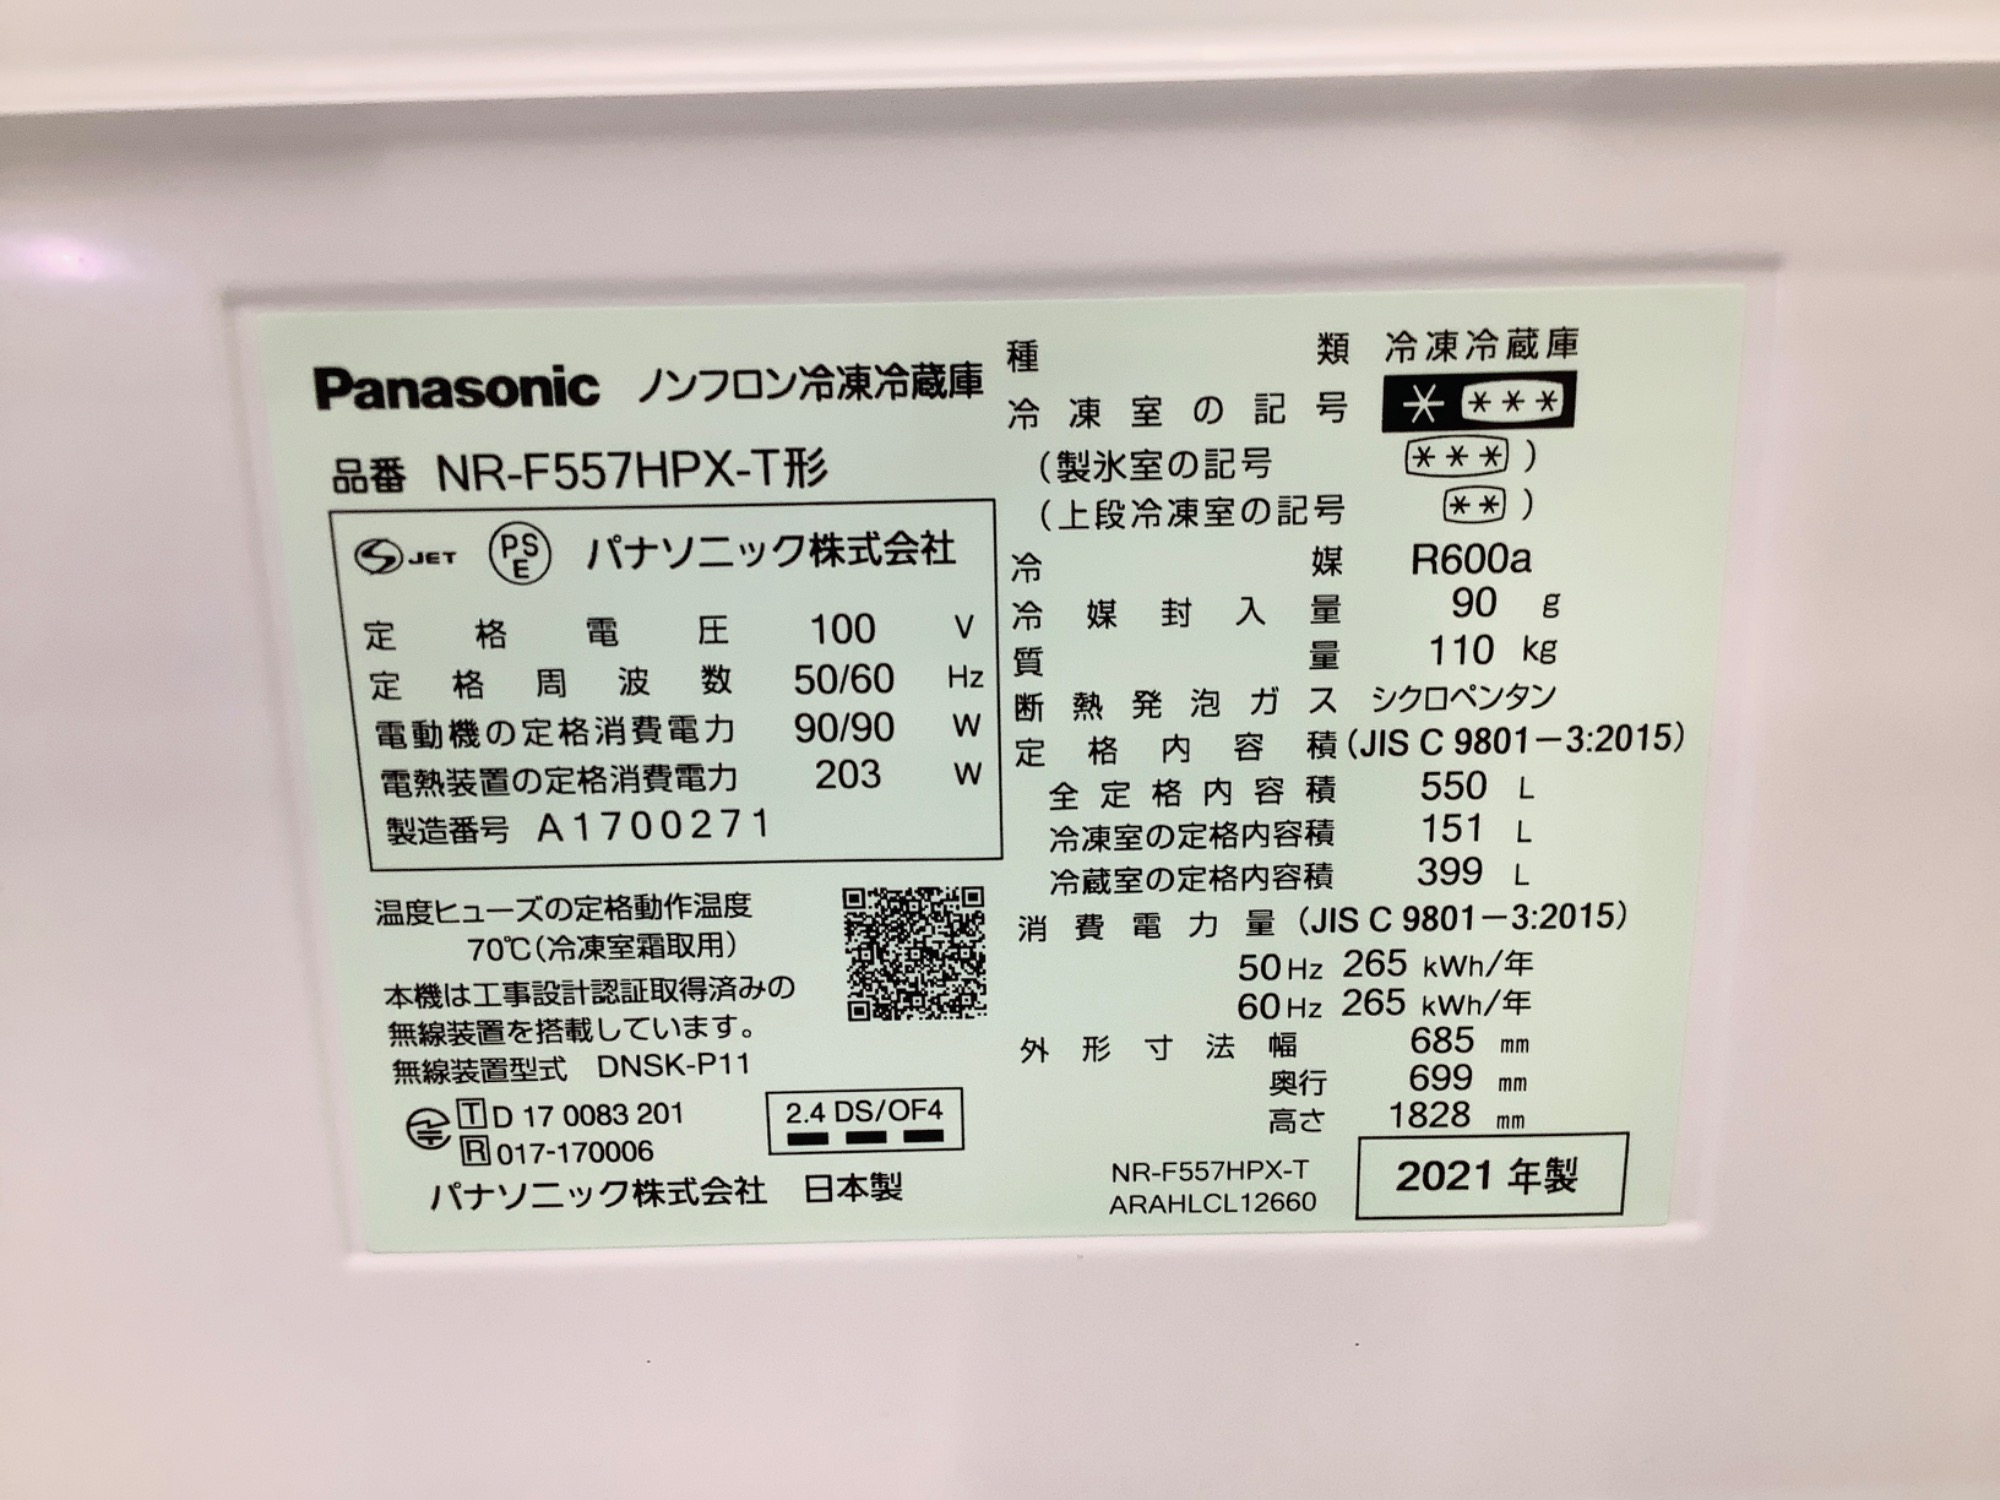 Panasonic ノンフロン冷凍冷蔵庫
品番 NR-F557HPX-T形
JET PSE パナソニック株式会社
定格電圧 100 V
定格周波数 50/60 Hz
電動機の定格消費電力 90/90 W
電熱装置の定格消費電力 203 W
製造番号 A1700271
温度ヒューズの定格動作温度
70℃(冷凍室霜取用)
本機は工事設計認証取得済みの
無線装置を搭載しています。
無線装置型式 DNSK-P11
T D 17 0083 201
R 017-170006
2.4 DS/OF4
パナソニック株式会社 日本製
種類 冷凍冷蔵庫
冷凍室の記号 * ***
(製氷室の記号 ***)
(上段冷凍室の記号 **)
冷媒 R600a
冷媒封入量 90 g
質量 110 kg
断熱発泡ガス シクロペンタン
定格内容積(JIS C 9801-3:2015)
全定格内容積 550 L
冷凍室の定格内容積 151 L
冷蔵室の定格内容積 399 L
消費電力量(JIS C 9801-3:2015)
50Hz 265 kWh/年
60Hz 265 kWh/年
外形寸法幅 685 mm
奥行 699 mm
高さ 1828 mm
NR-F557HPX-T
ARAHLCL12660
2021年製